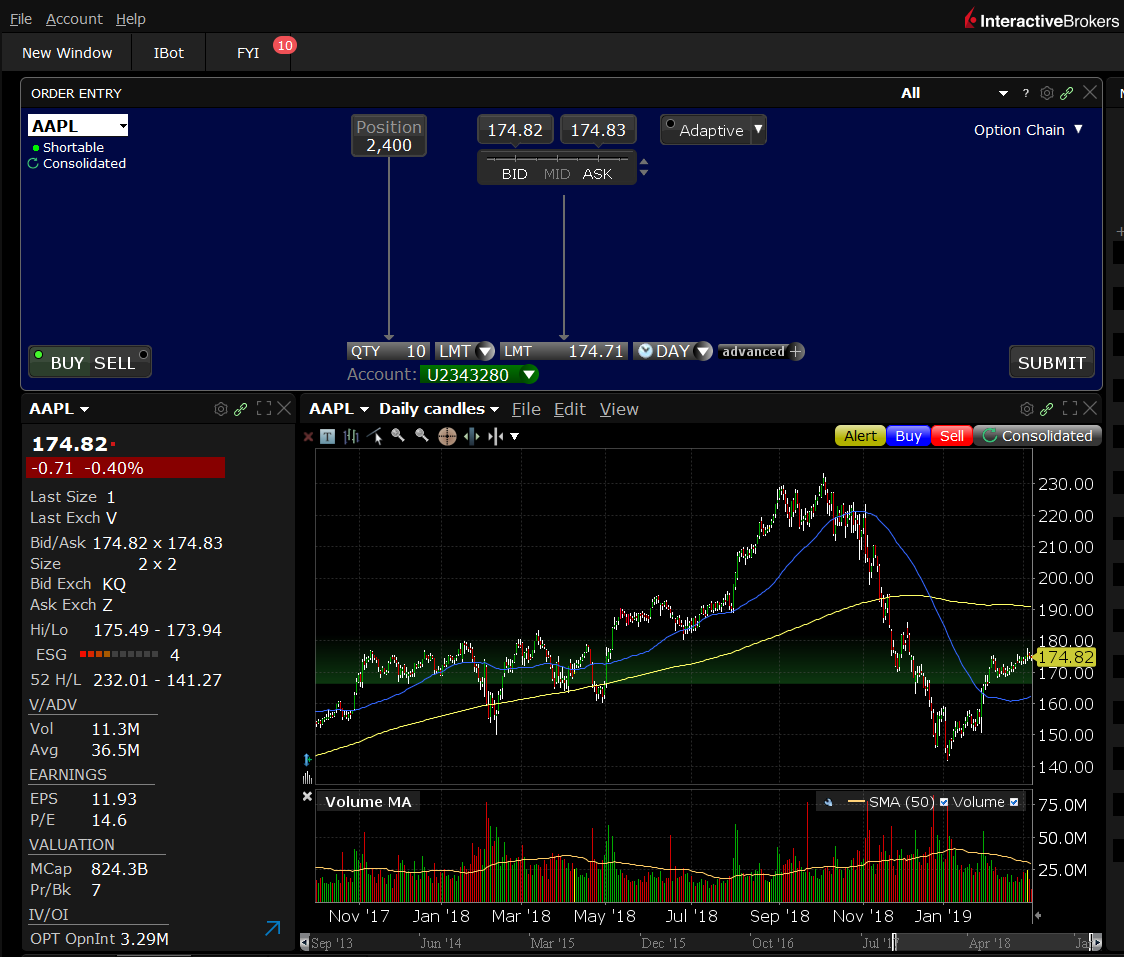 File Account Help
InteractiveBrokers
New Window IBot FYI 10
ORDER ENTRY All ?
AAPL
Shortable
Consolidated
Position
2,400
174.82 174.83
BID MID ASK
Adaptive
Option Chain
BUY SELL
QTY 10 LMT LMT 174.71 DAY advanced +
Account: U2343280
SUBMIT
AAPL
174.82
-0.71 -0.40%
Last Size 1
Last Exch V
Bid/Ask 174.82 x 174.83
Size 2 x 2
Bid Exch KQ
Ask Exch Z
Hi/Lo 175.49 - 173.94
ESG 4
52 H/L 232.01 - 141.27
V/ADV
Vol 11.3M
Avg 36.5M
EARNINGS
EPS 11.93
P/E 14.6
VALUATION
MCap 824.3B
Pr/Bk 7
IV/OI
OPT OpnInt 3.29M
AAPL Daily candles File Edit View
T
Alert Buy Sell Consolidated
230.00
220.00
210.00
200.00
190.00
180.00
174.82
170.00
160.00
150.00
140.00
Volume MA SMA (50) Volume
75.0M
50.0M
25.0M
Nov '17 Jan '18 Mar '18 May '18 Jul '18 Sep '18 Nov '18 Jan '19
Sep '13 Jun '14 Mar '15 Dec '15 Oct '16 Apr '18